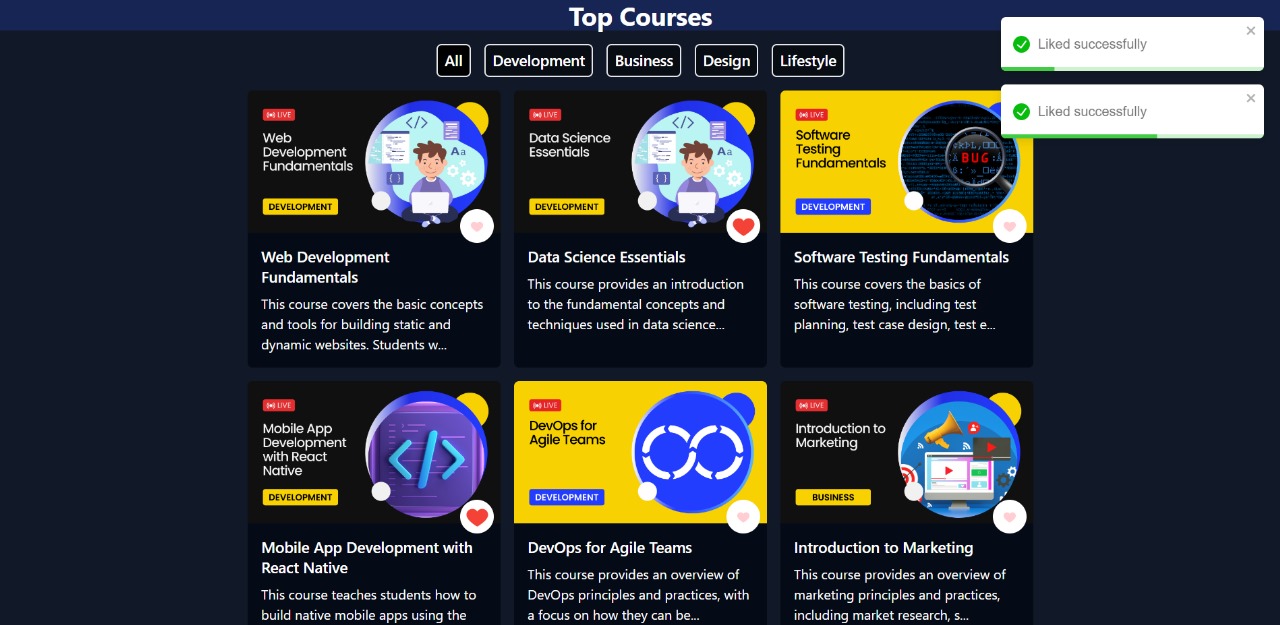 Top Courses
Liked successfully
Liked successfully
All
Development
Business
Design
Lifestyle
LIVE
Web
Development
Fundamentals
DEVELOPMENT
Aa
Web Development
Fundamentals
This course covers the basic concepts
and tools for building static and
dynamic websites. Students w...
LIVE
Data Science
Essentials
DEVELOPMENT
Aa
Data Science Essentials
This course provides an introduction
to the fundamental concepts and
techniques used in data science...
LIVE
Software
Testing
Fundamentals
DEVELOPMENT
BUG
Software Testing Fundamentals
This course covers the basics of
software testing, including test
planning, test case design, test e...
LIVE
Mobile App
Development
with React
Native
DEVELOPMENT
Mobile App Development with
React Native
This course teaches students how to
build native mobile apps using the
LIVE
DevOps for
Agile Teams
DEVELOPMENT
DevOps for Agile Teams
This course provides an overview of
DevOps principles and practices, with
a focus on how they can be...
LIVE
Introduction to
Marketing
BUSINESS
Introduction to Marketing
This course provides an overview of
marketing principles and practices,
including market research, s...